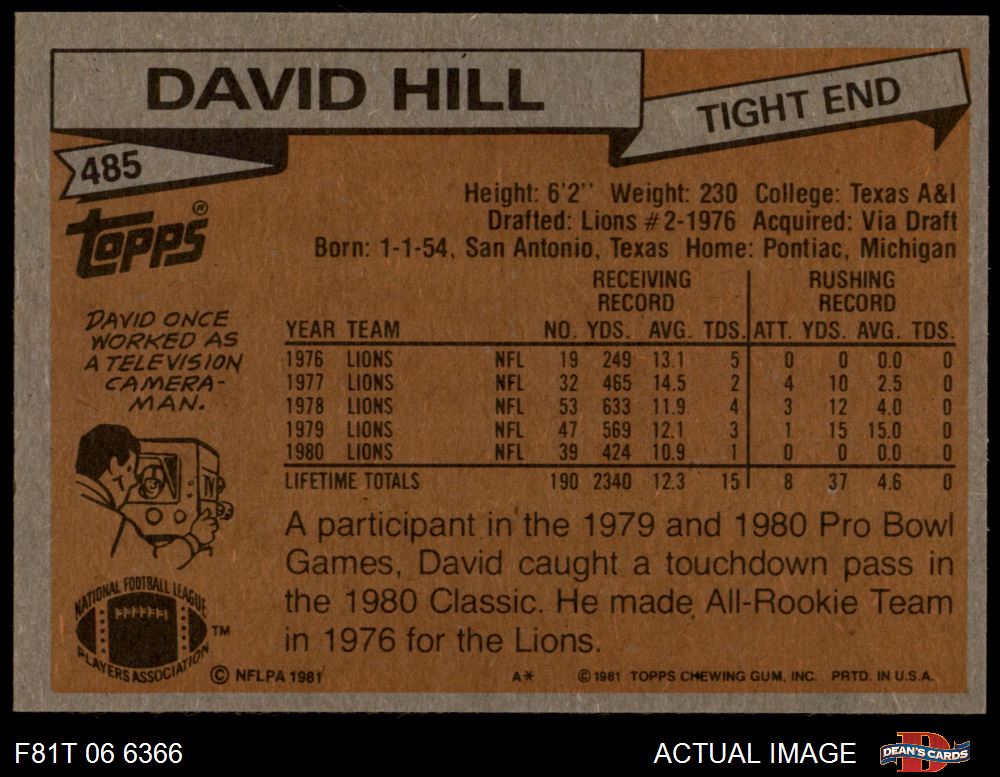 DAVID HILL
TIGHT END
485
TOPPS®
Height: 6'2'' Weight: 230 College: Texas A&I
Drafted: Lions #2-1976 Acquired: Via Draft
Born: 1-1-54, San Antonio, Texas Home: Pontiac, Michigan
DAVID ONCE
WORKED AS
A TELEVISION
CAMERA-
MAN.
TV
RECEIVING RECORD RUSHING RECORD
YEAR TEAM NO. YDS. AVG. TDS. ATT. YDS. AVG. TDS.
1976 LIONS NFL 19 249 13.1 5 0 0 0.0 0
1977 LIONS NFL 32 465 14.5 2 4 10 2.5 0
1978 LIONS NFL 53 633 11.9 4 3 12 4.0 0
1979 LIONS NFL 47 569 12.1 3 1 15 15.0 0
1980 LIONS NFL 39 424 10.9 1 0 0 0.0 0
LIFETIME TOTALS 190 2340 12.3 15 8 37 4.6 0
A participant in the 1979 and 1980 Pro Bowl
Games, David caught a touchdown pass in
the 1980 Classic. He made All-Rookie Team
in 1976 for the Lions.
NATIONAL FOOTBALL LEAGUE
PLAYERS ASSOCIATION
TM
© NFLPA 1981 A* © 1981 TOPPS CHEWING GUM, INC. PRTD. IN U.S.A.
F81T 06 6366 ACTUAL IMAGE
D
DEAN'S CARDS